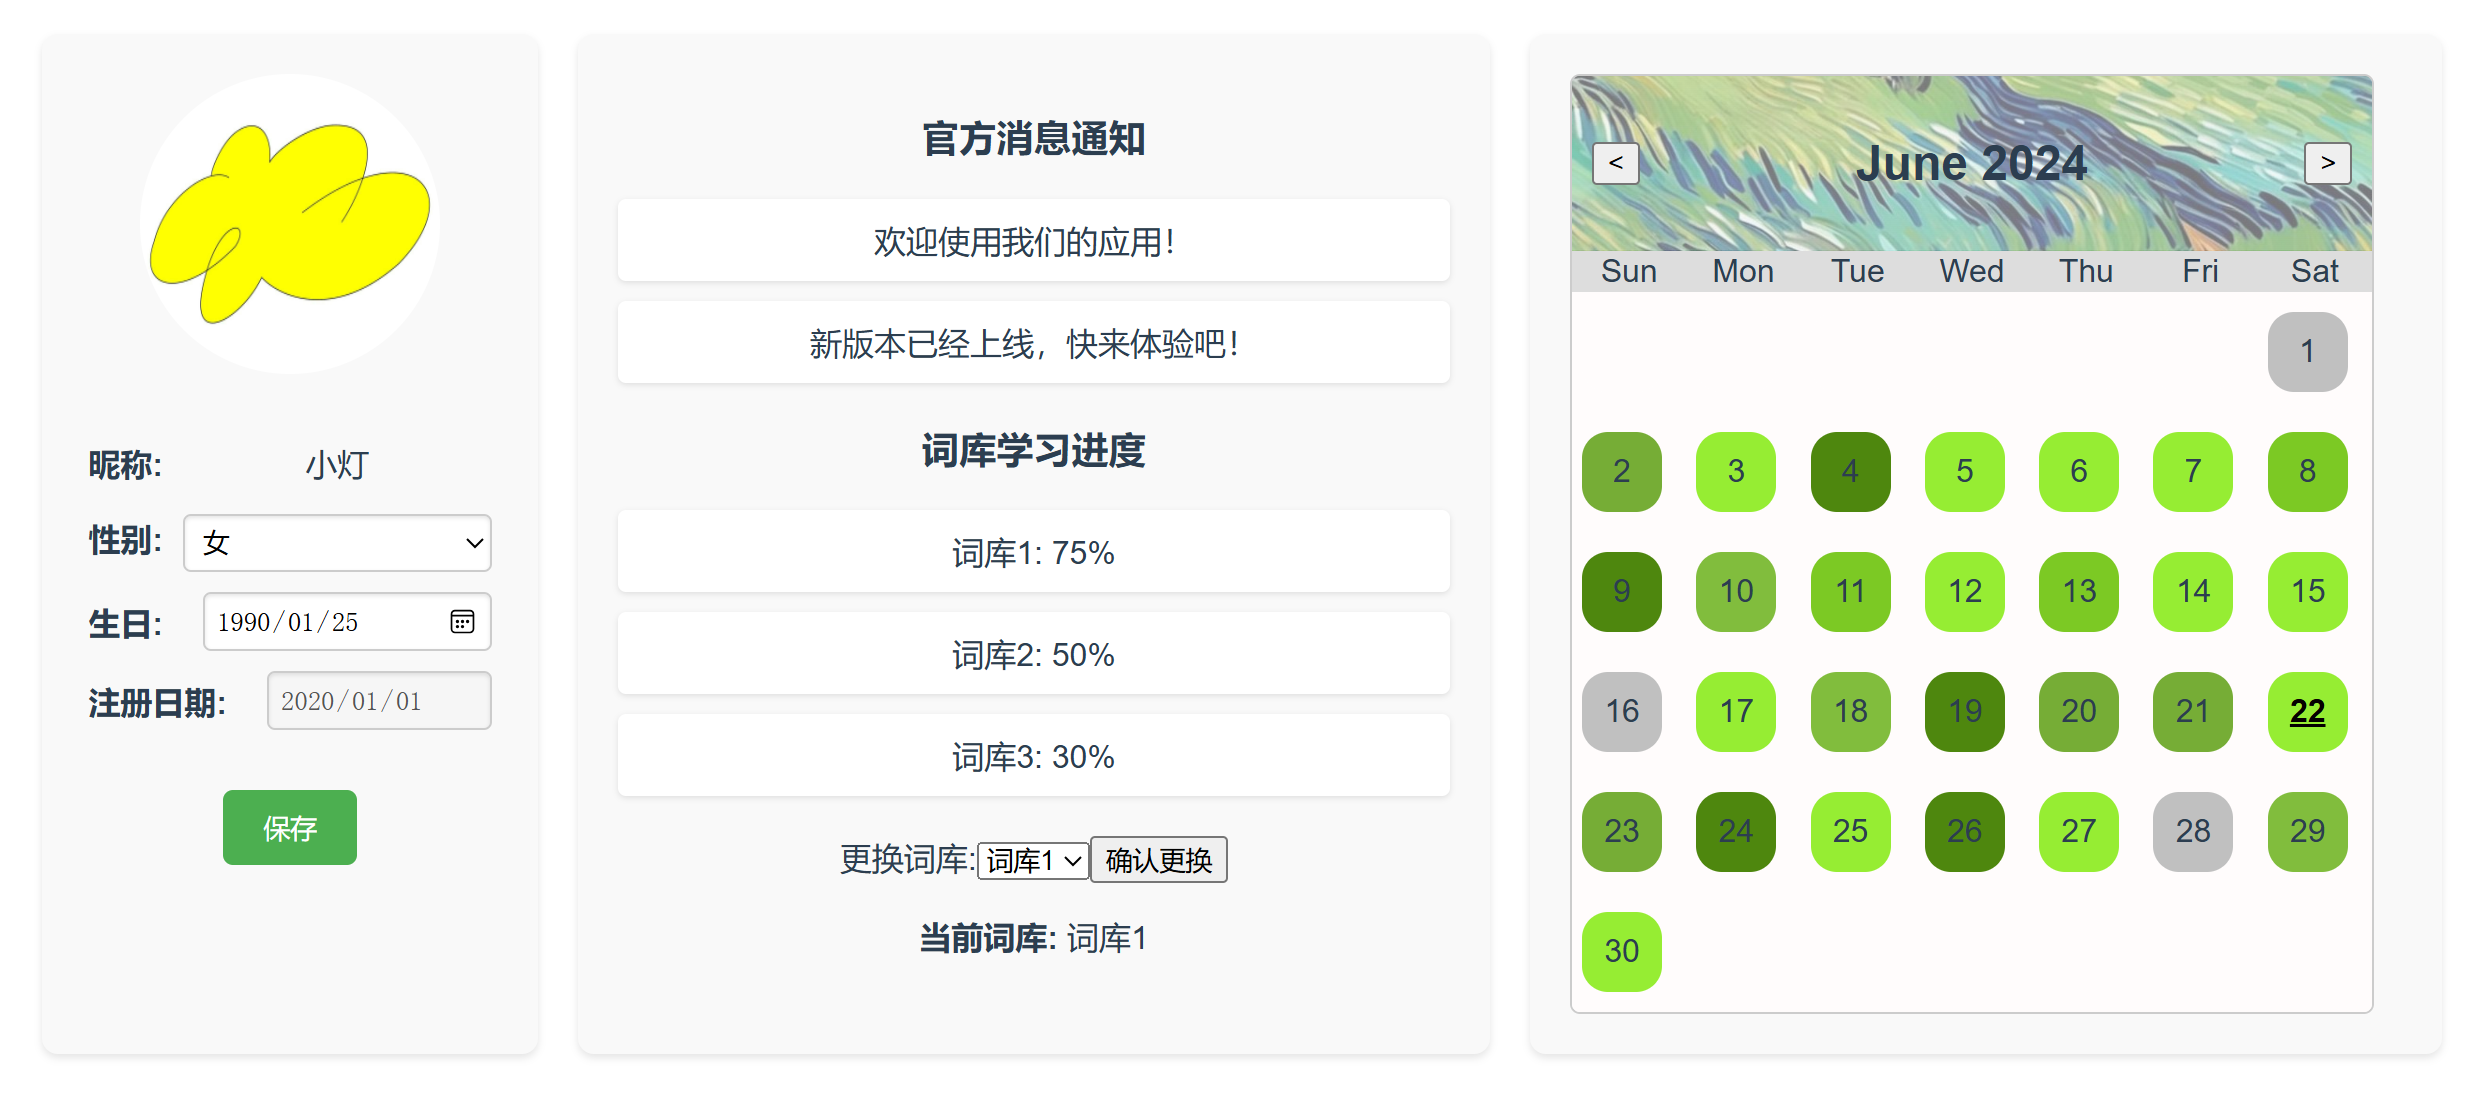 昵称:
小灯
性别:
女
生日:
1990/01/25
注册日期:
2020/01/01
保存
官方消息通知
欢迎使用我们的应用！
新版本已经上线，快来体验吧！
词库学习进度
词库1: 75%
词库2: 50%
词库3: 30%
更换词库: 词库1 确认更换
当前词库: 词库1
< June 2024 >
Sun Mon Tue Wed Thu Fri Sat
1
2 3 4 5 6 7 8
9 10 11 12 13 14 15
16 17 18 19 20 21 22
23 24 25 26 27 28 29
30